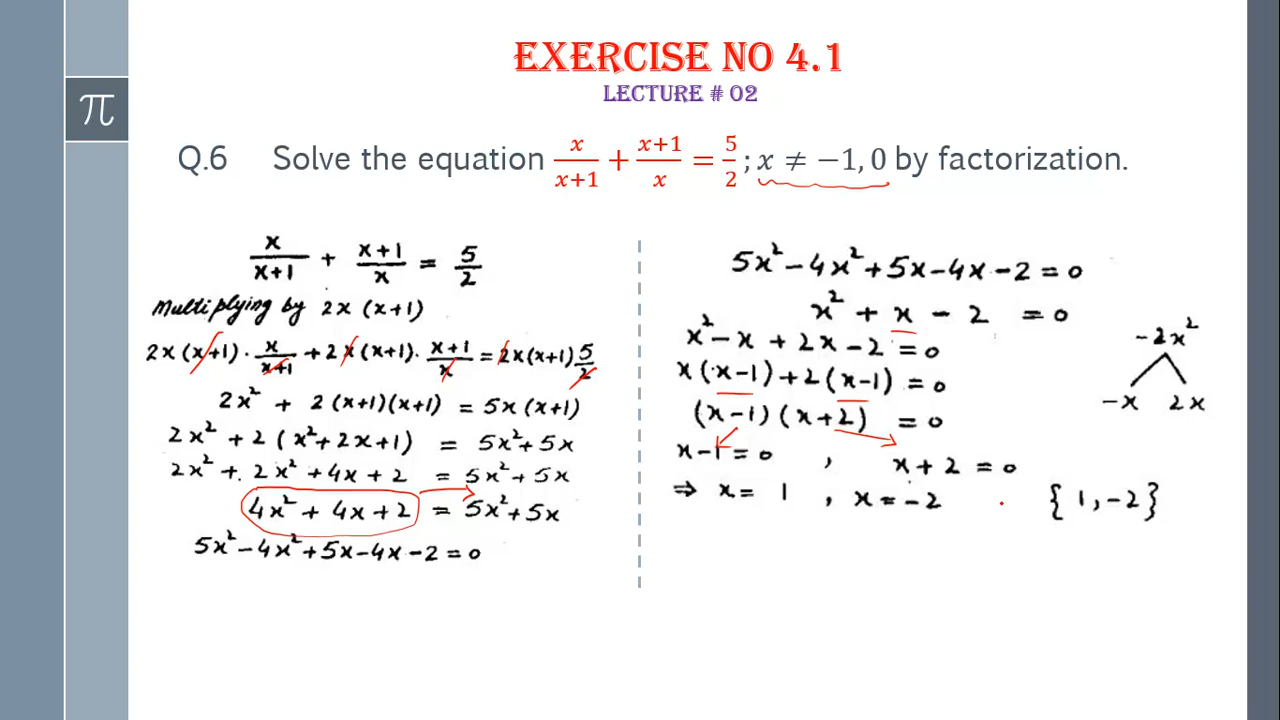 EXERCISE NO 4.1
LECTURE # 02
π
Q.6 Solve the equation x/(x+1) + (x+1)/x = 5/2 ; x ≠ −1, 0 by factorization.
x/(x+1) + (x+1)/x = 5/2
Multiplying by 2x (x+1)
2x (x+1) · x/(x+1) + 2x (x+1) · (x+1)/x = 2x (x+1) 5/2
2x² + 2 (x+1)(x+1) = 5x (x+1)
2x² + 2 (x² + 2x + 1) = 5x² + 5x
2x² + 2x² + 4x + 2 = 5x² + 5x
4x² + 4x + 2 = 5x² + 5x
5x² − 4x² + 5x − 4x − 2 = 0
5x² − 4x² + 5x − 4x − 2 = 0
x² + x − 2 = 0
x² − x + 2x − 2 = 0
x (x − 1) + 2 (x − 1) = 0
(x − 1) (x + 2) = 0
x − 1 = 0 , x + 2 = 0
⇒ x = 1 , x = −2 { 1, −2 }
−2x²
−x 2x